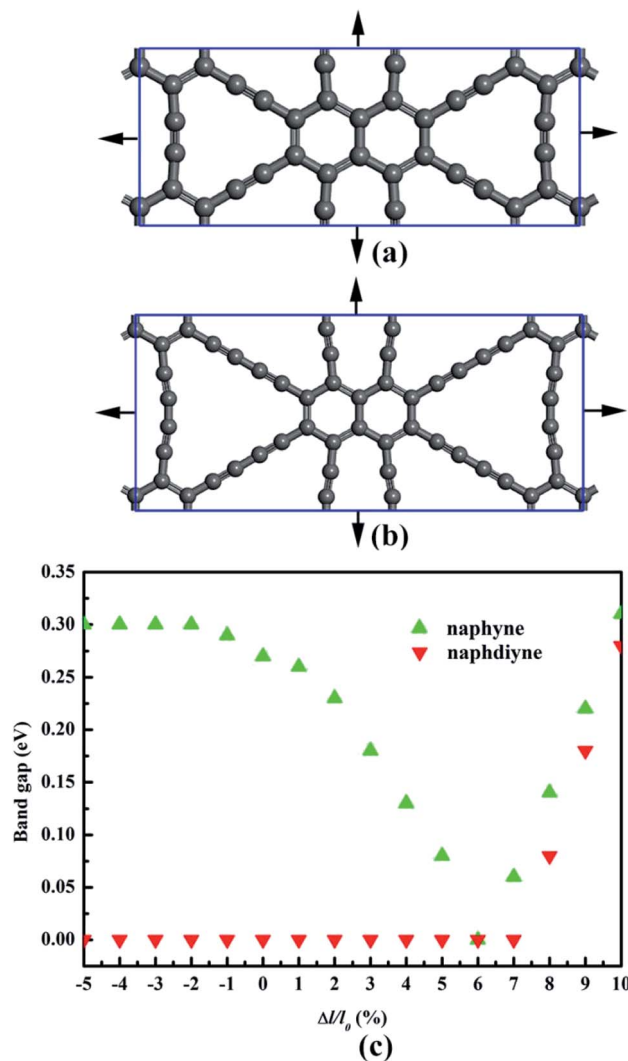 (a)
(b)
0.35
0.30
0.25
0.20
0.15
0.10
0.05
0.00
Band gap (eV)
naphyne
naphdiyne
-5 -4 -3 -2 -1 0 1 2 3 4 5 6 7 8 9 10
Δl/l₀ (%)
(c)